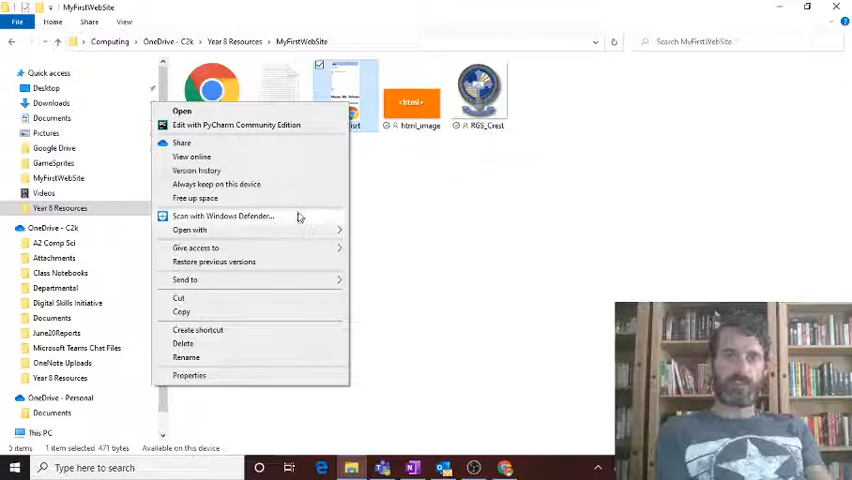 MyFirstWebSite
File
Home
Share
View
Computing
OneDrive - C2k
Year 8 Resources
MyFirstWebSite
Search MyFirstWebSite
Quick access
Desktop
Downloads
Documents
Pictures
Google Drive
GameSprites
MyFirstWebSite
Videos
Year 8 Resources
OneDrive - C2k
A2 Comp Sci
Attachments
Class Notebooks
Departmental
Digital Skills Initiative
Documents
June20Reports
Microsoft Teams Chat Files
OneNote Uploads
Year 8 Resources
OneDrive - Personal
Documents
This PC
<html>
html_image
RGS_Crest
Open
Edit with PyCharm Community Edition
Share
View online
Version history
Always keep on this device
Free up space
Scan with Windows Defender...
Open with
Give access to
Restore previous versions
Send to
Cut
Copy
Create shortcut
Delete
Rename
Properties
5 items
1 item selected 471 bytes
Available on this device
Type here to search